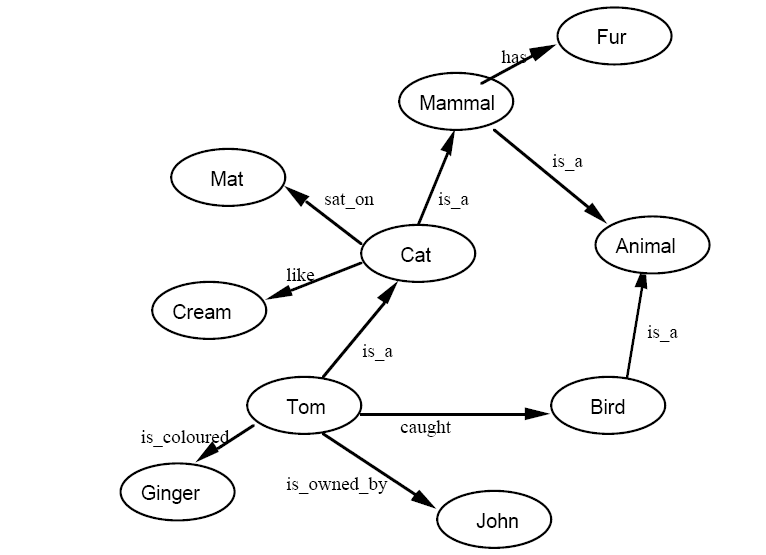 Fur
has
Mammal
is_a
Mat
sat_on
is_a
Animal
Cat
like
Cream
is_a
is_a
Tom
Bird
caught
is_coloured
is_owned_by
Ginger
John